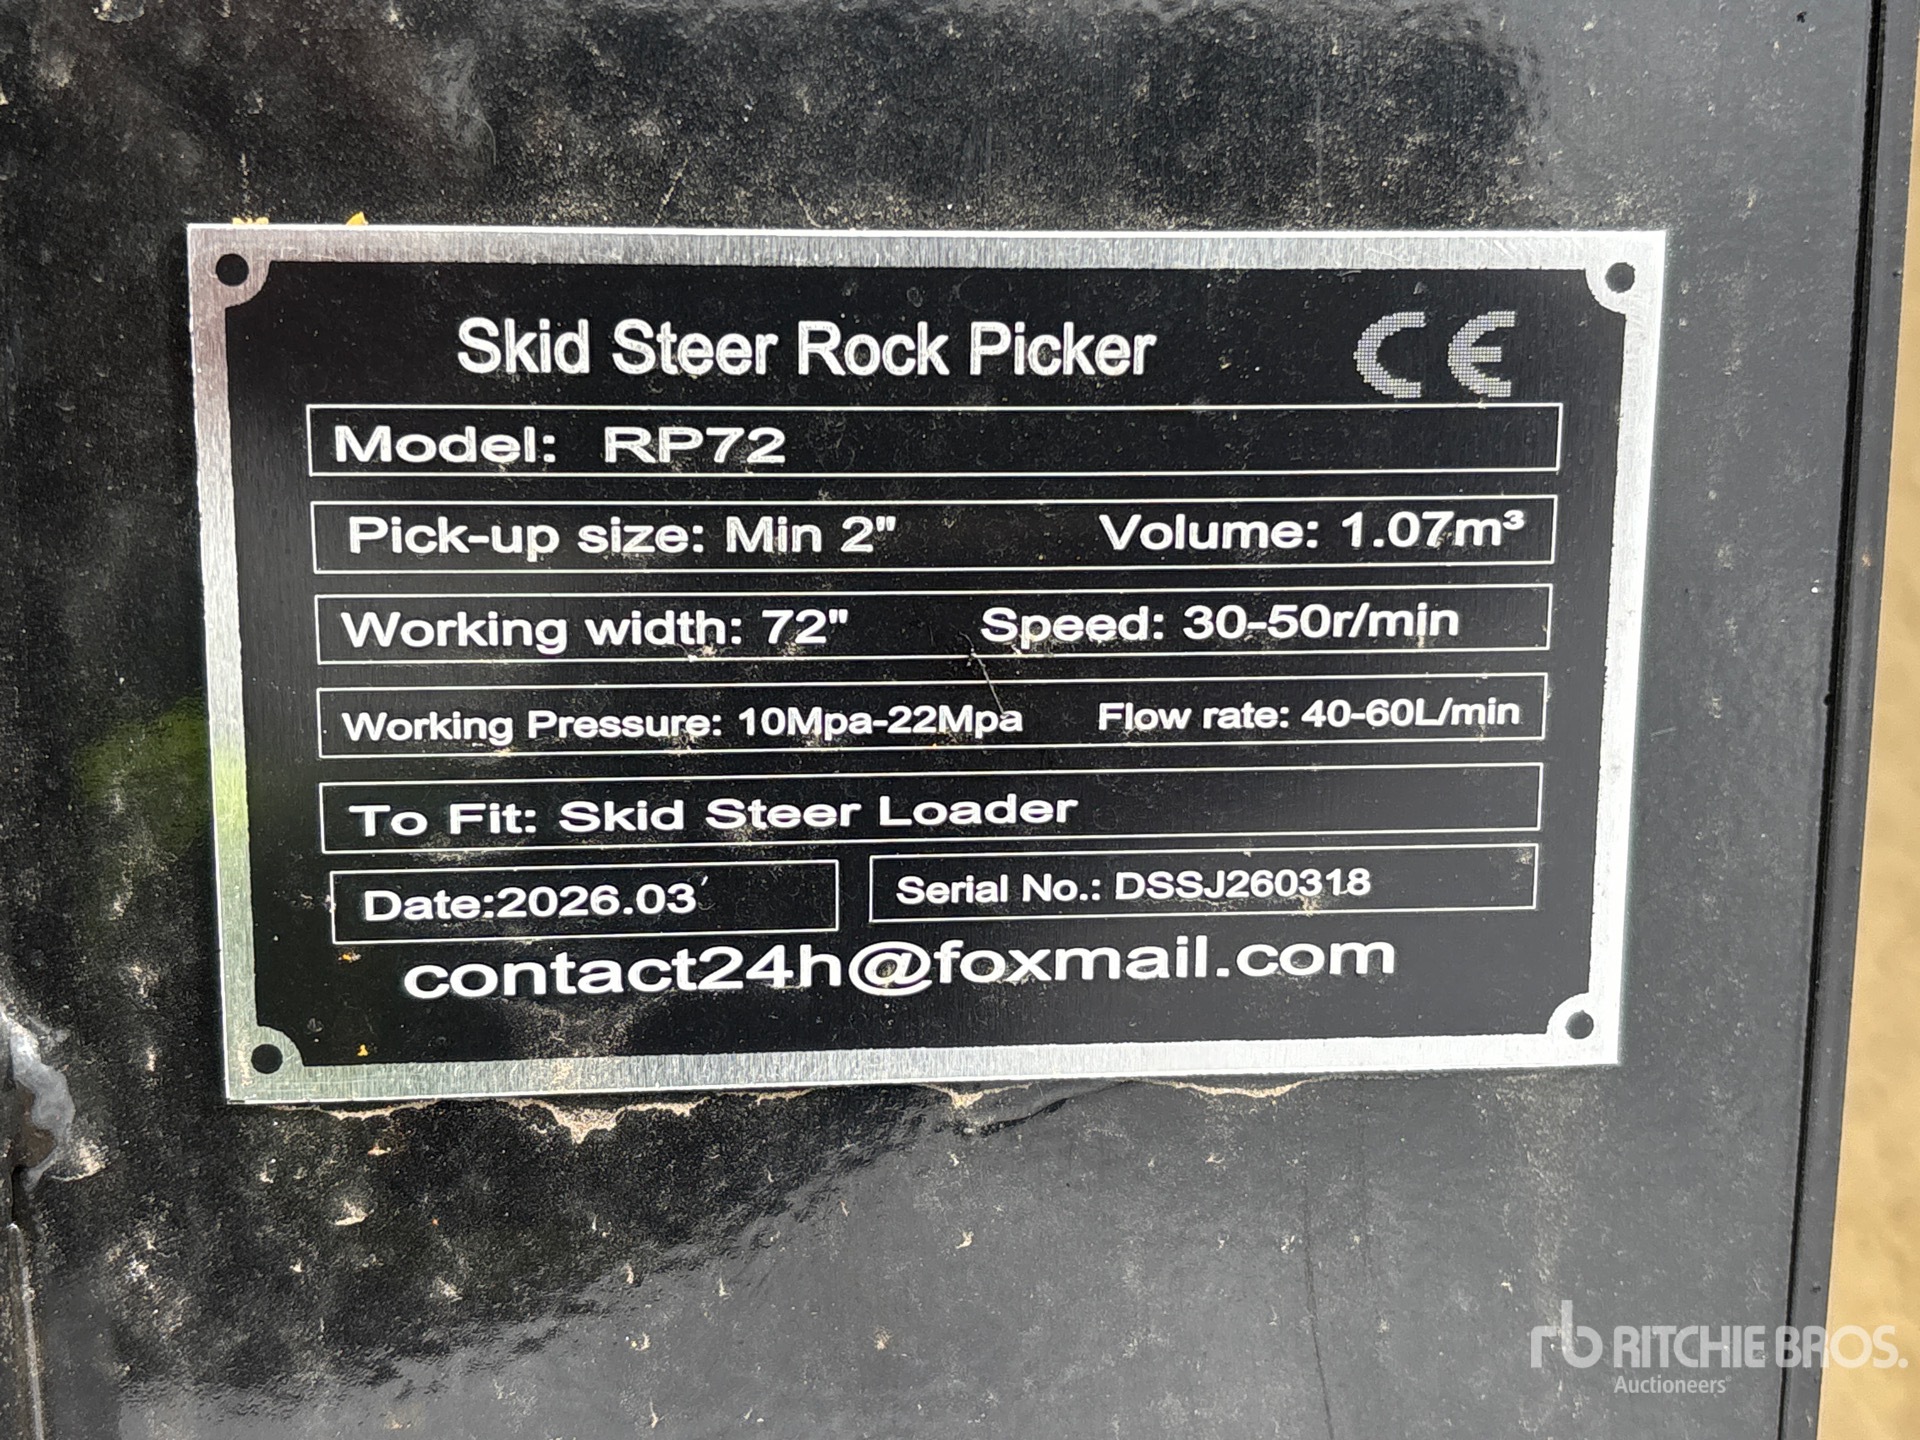 Skid Steer Rock Picker CE
Model: RP72
Pick-up size: Min 2" Volume: 1.07m³
Working width: 72" Speed: 30-50r/min
Working Pressure: 10Mpa-22Mpa Flow rate: 40-60L/min
To Fit: Skid Steer Loader
Date:2026.03 Serial No.: DSSJ260318
contact24h@foxmail.com
rb RITCHIE BROS.
Auctioneers